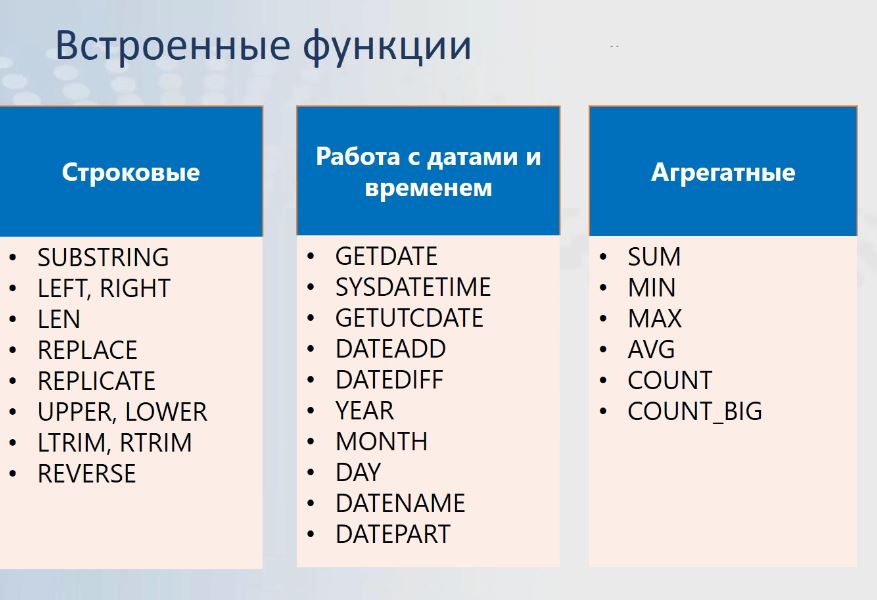 Встроенные функции
Строковые
• SUBSTRING
• LEFT, RIGHT
• LEN
• REPLACE
• REPLICATE
• UPPER, LOWER
• LTRIM, RTRIM
• REVERSE
Работа с датами и
временем
• GETDATE
• SYSDATETIME
• GETUTCDATE
• DATEADD
• DATEDIFF
• YEAR
• MONTH
• DAY
• DATENAME
• DATEPART
Агрегатные
• SUM
• MIN
• MAX
• AVG
• COUNT
• COUNT_BIG